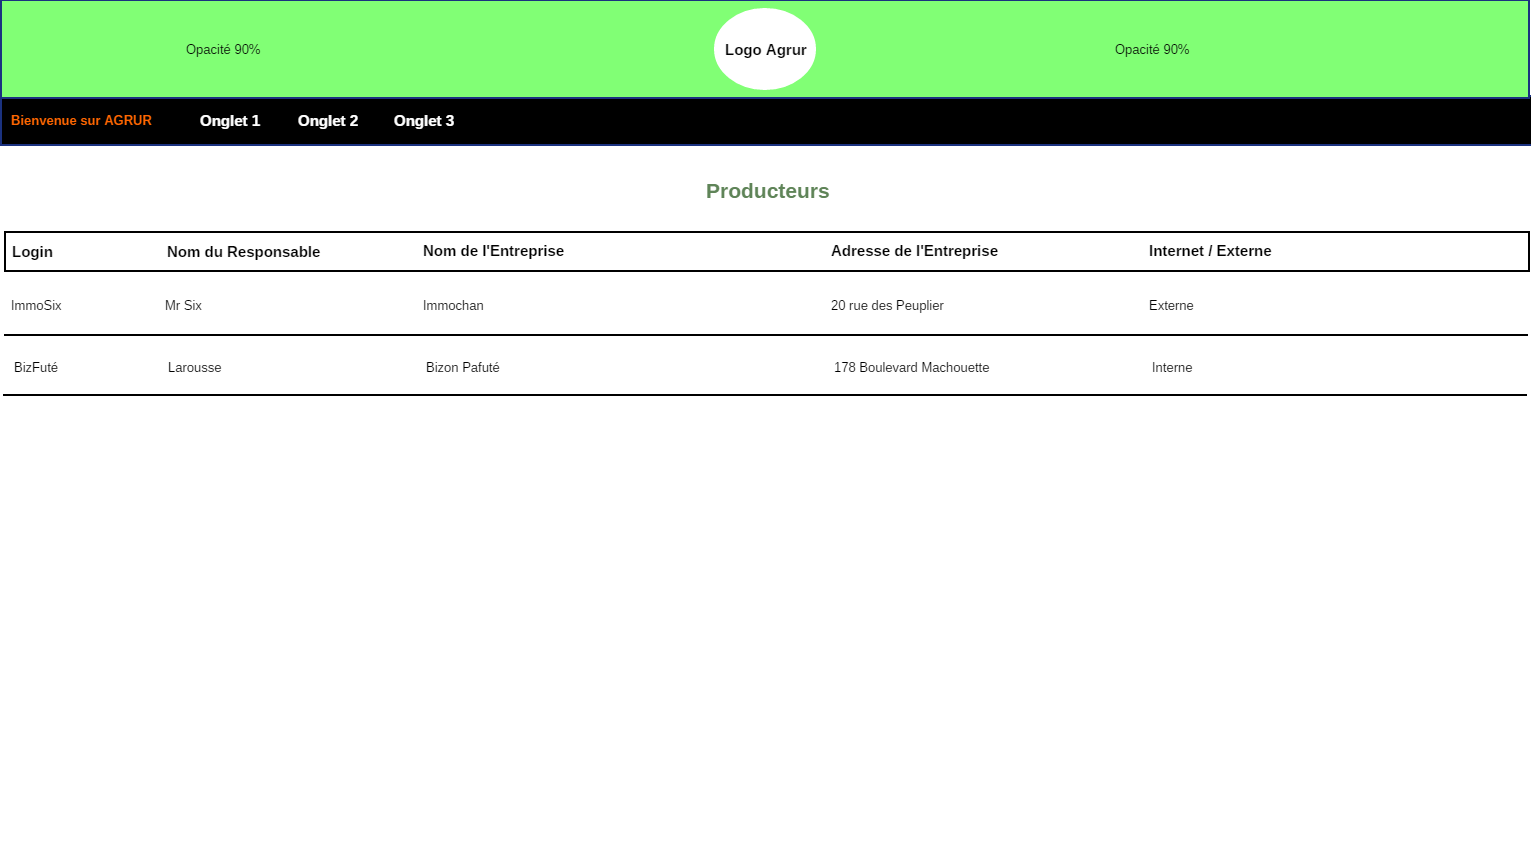 Opacité 90% Logo Agrur Opacité 90%
Bienvenue sur AGRUR Onglet 1 Onglet 2 Onglet 3
Producteurs
Login Nom du Responsable Nom de l'Entreprise Adresse de l'Entreprise Internet / Externe
ImmoSix Mr Six Immochan 20 rue des Peuplier Externe
BizFuté Larousse Bizon Pafuté 178 Boulevard Machouette Interne